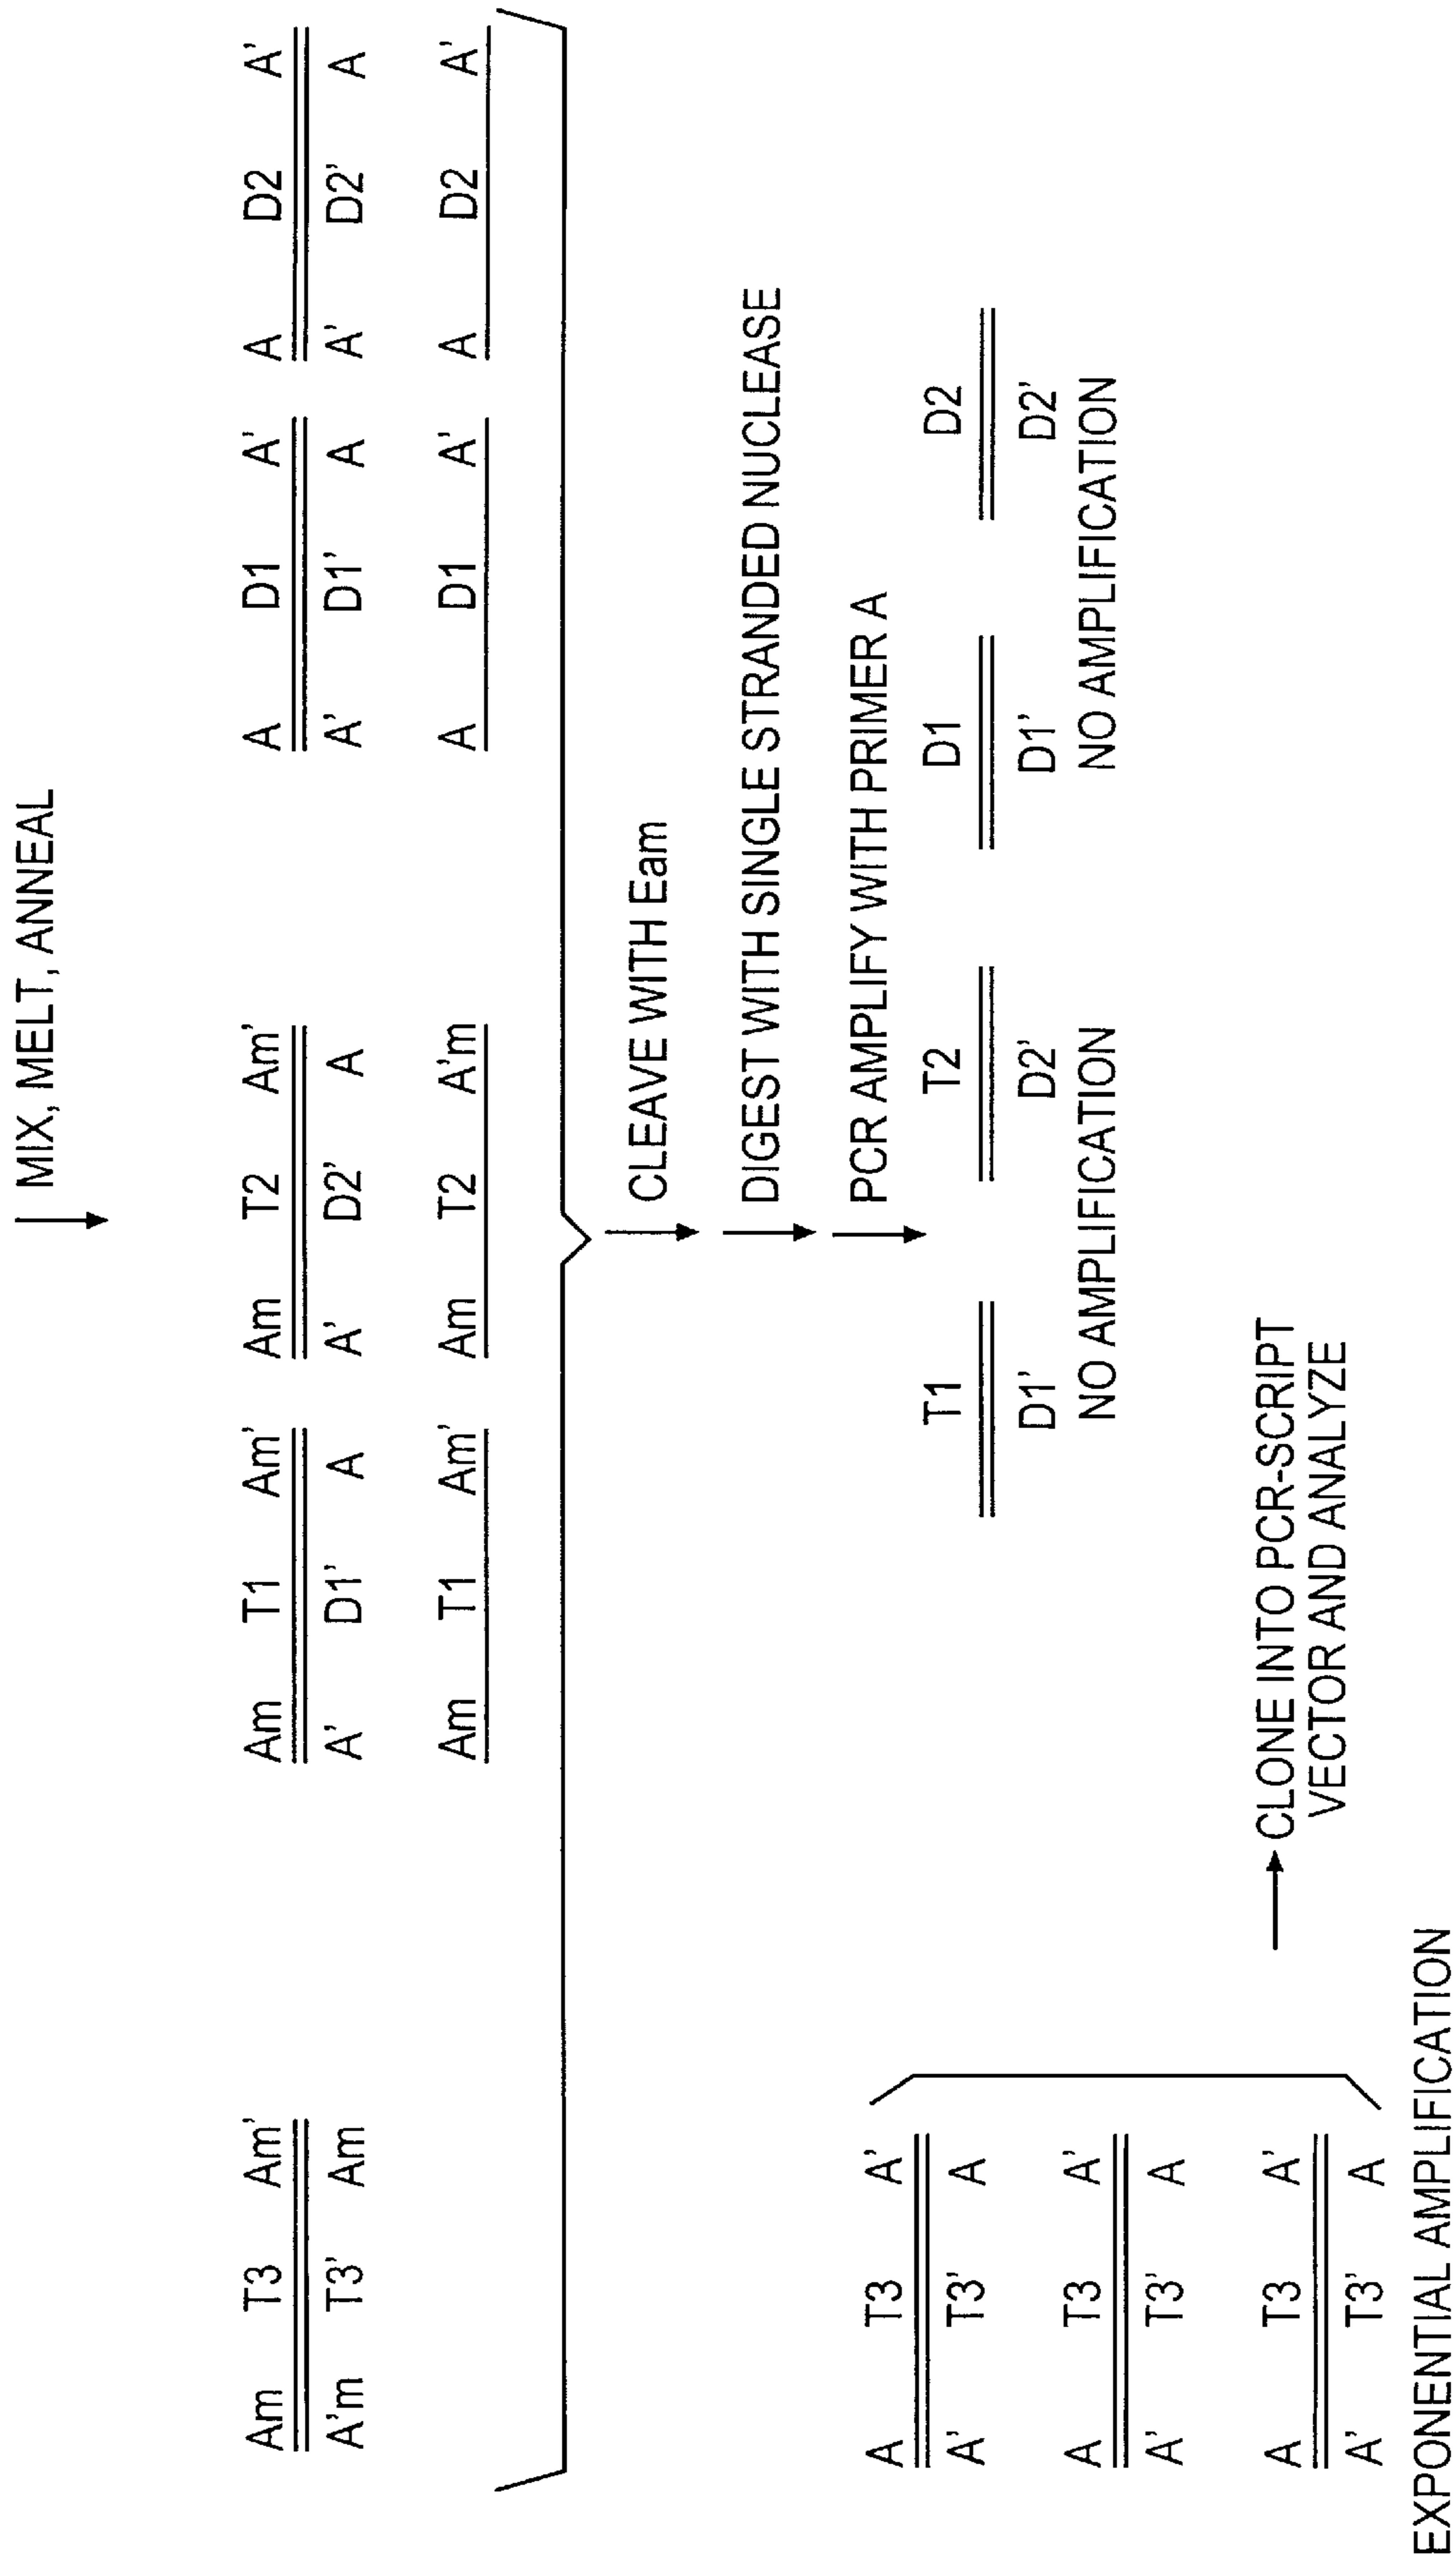 MIX, MELT, ANNEAL
Am T3 Am'
A'm T3' Am
Am T1 Am'
A' D1' A
Am T2 Am'
A' D2' A
A D1 A'
A' D1' A
A D2 A'
A' D2' A
Am T1 Am'
Am T2 A'm
A D1 A'
A D2 A'
CLEAVE WITH Eam
DIGEST WITH SINGLE STRANDED NUCLEASE
PCR AMPLIFY WITH PRIMER A
A T3 A'
A' T3' A
A T3 A'
A' T3' A
A T3 A'
A' T3' A
EXPONENTIAL AMPLIFICATION
T1
D1'
T2
D2'
NO AMPLIFICATION
D1
D1'
D2
D2'
NO AMPLIFICATION
CLONE INTO PCR-SCRIPT
VECTOR AND ANALYZE